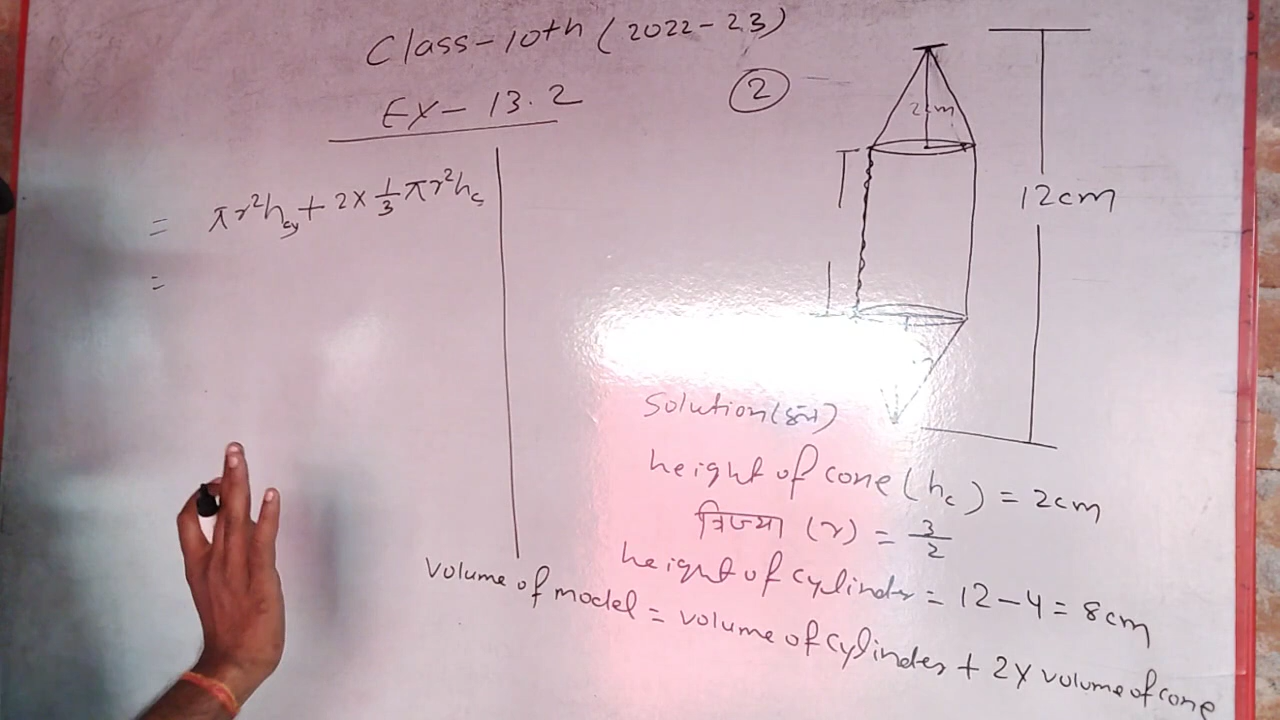 Class-10th (2022-23)
Ex- 13.2
= πr²h_cy + 2 × 1/3 πr²h_c
=
②
2cm
12cm
Solution (हल)
height of cone (h_c) = 2cm
त्रिज्या (r) = 3/2
height of cylinder = 12-4 = 8cm
volume of model = volume of cylinder + 2 × volume of cone